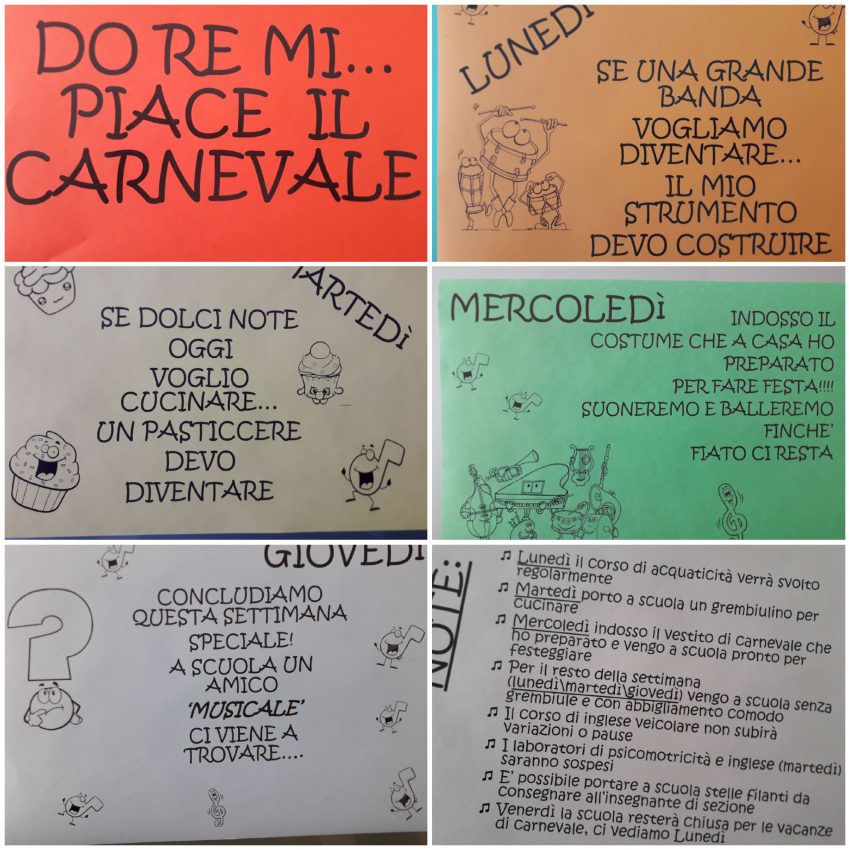 DO RE MI...
PIACE IL
CARNEVALE
LUNEDÌ
SE UNA GRANDE
BANDA
VOGLIAMO
DIVENTARE...
IL MIO
STRUMENTO
DEVO COSTRUIRE
MARTEDÌ
SE DOLCI NOTE
OGGI
VOGLIO
CUCINARE...
UN PASTICCERE
DEVO
DIVENTARE
MERCOLEDÌ
INDOSSO IL
COSTUME CHE A CASA HO
PREPARATO
PER FARE FESTA!!!!
SUONEREMO E BALLEREMO
FINCHE'
FIATO CI RESTA
GIOVEDÌ
CONCLUDIAMO
QUESTA SETTIMANA
SPECIALE!
A SCUOLA UN
AMICO
'MUSICALE'
CI VIENE A
TROVARE....
NOTE:
♫ Lunedì il corso di acquaticità verrà svolto
regolarmente
♫ Martedì porto a scuola un grembiulino per
cucinare
♫ Mercoledì indosso il vestito di Carnevale che
ho preparato e vengo a scuola pronto per
festeggiare
♫ Per il resto della settimana
(lunedì\martedì\giovedì) vengo a scuola senza
grembiule e con abbigliamento comodo
♫ Il corso di inglese veicolare non subirà
variazioni o pause
♫ I laboratori di psicomotricità e inglese (martedì)
saranno sospesi
♫ E' possibile portare a scuola stelle filanti da
consegnare all'insegnante di sezione
♫ Venerdì la scuola resterà chiusa per le vacanze
di carnevale, ci vediamo Lunedì